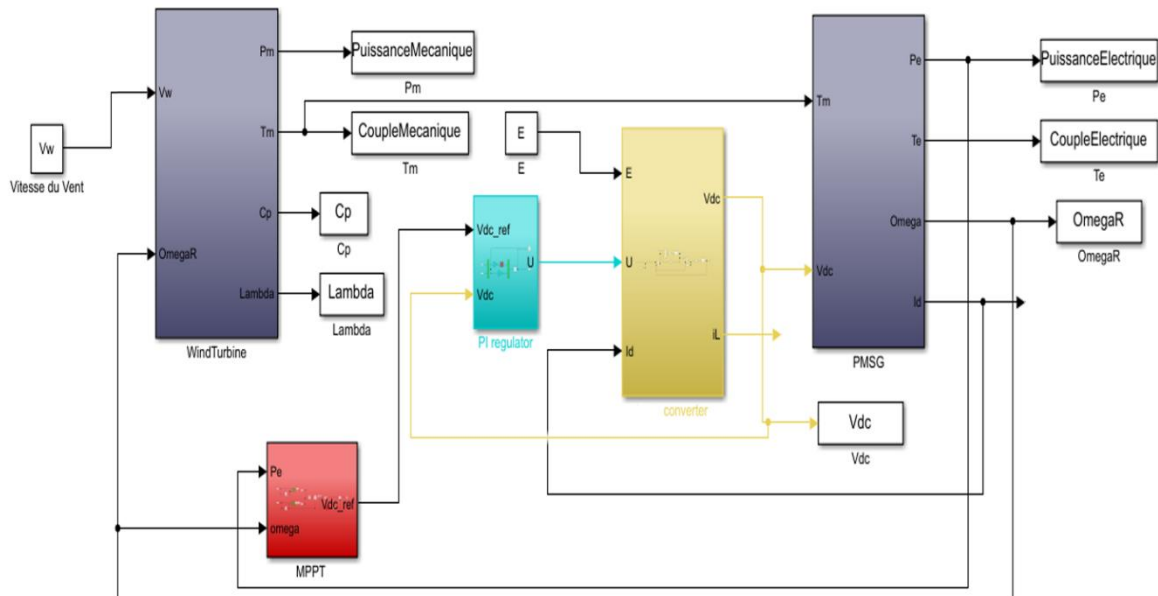 Vw
Vitesse du Vent
Vw
OmegaR
Pm
Tm
Cp
Lambda
WindTurbine
PuissanceMecanique
Pm
CoupleMecanique
Tm
Cp
Cp
Lambda
Lambda
E
E
Vdc_ref
Vdc
U
PI regulator
E
U
Id
Vdc
iL
converter
Tm
Vdc
Pe
Te
Omega
Id
PMSG
PuissanceElectrique
Pe
CoupleElectrique
Te
OmegaR
OmegaR
Vdc
Vdc
Pe
omega
Vdc_ref
MPPT